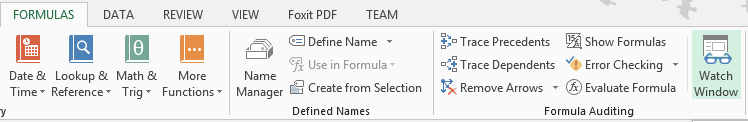 FORMULAS DATA REVIEW VIEW Foxit PDF TEAM
Date & Time
Lookup & Reference
Math & Trig
More Functions
ry
Name Manager
Define Name
Use in Formula
Create from Selection
Defined Names
Trace Precedents
Trace Dependents
Remove Arrows
Show Formulas
Error Checking
Evaluate Formula
Formula Auditing
Watch Window